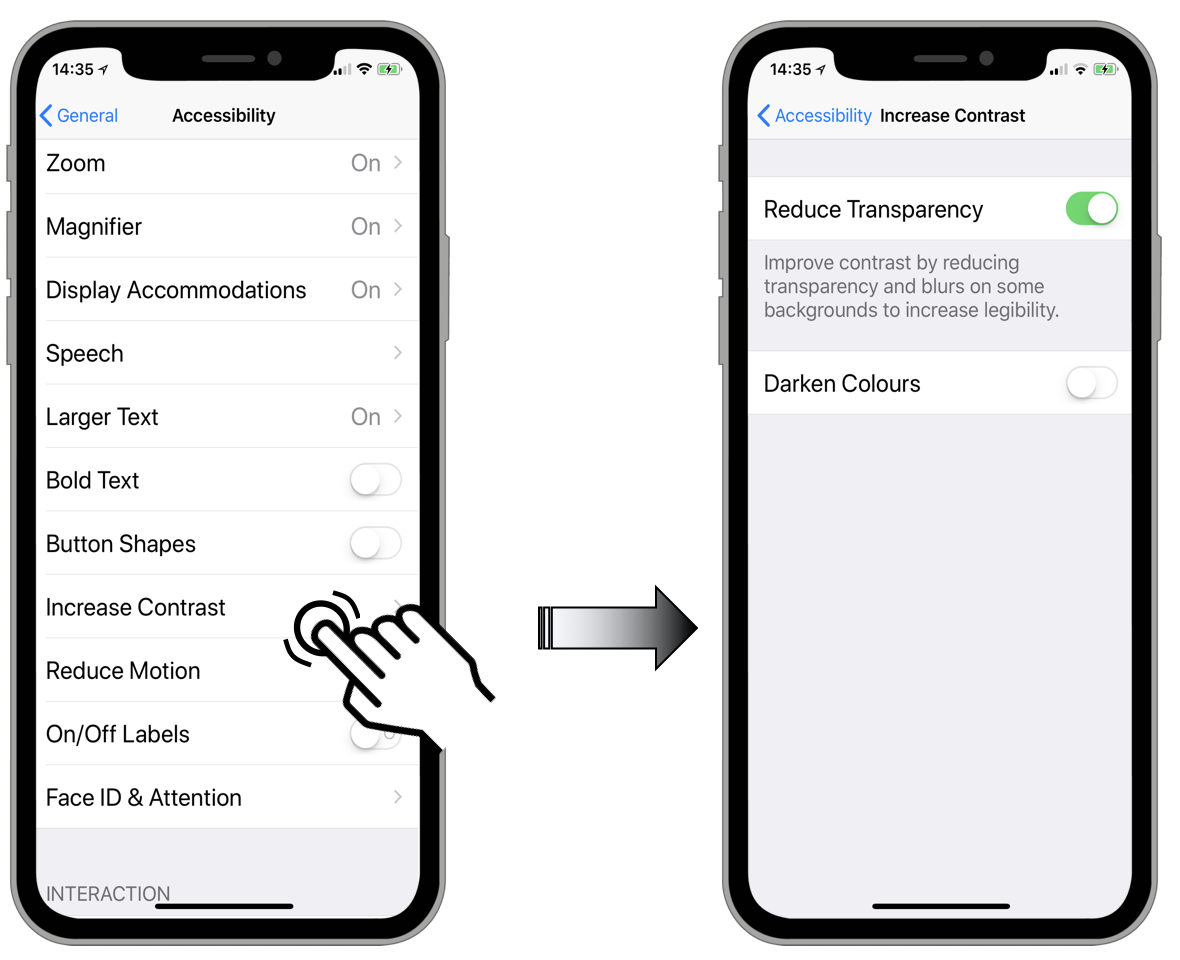 14:35
General
Accessibility
Zoom On
Magnifier On
Display Accommodations On
Speech
Larger Text On
Bold Text
Button Shapes
Increase Contrast
Reduce Motion
On/Off Labels
Face ID & Attention
INTERACTION
14:35
Accessibility Increase Contrast
Reduce Transparency
Improve contrast by reducing
transparency and blurs on some
backgrounds to increase legibility.
Darken Colours